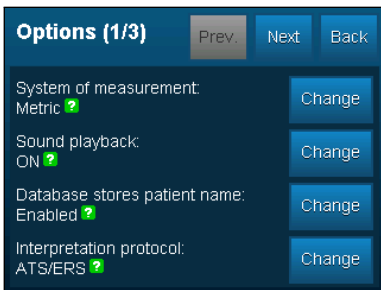 Options (1/3)
Prev.
Next
Back
System of measurement:
Metric ?
Change
Sound playback:
ON ?
Change
Database stores patient name:
Enabled ?
Change
Interpretation protocol:
ATS/ERS ?
Change